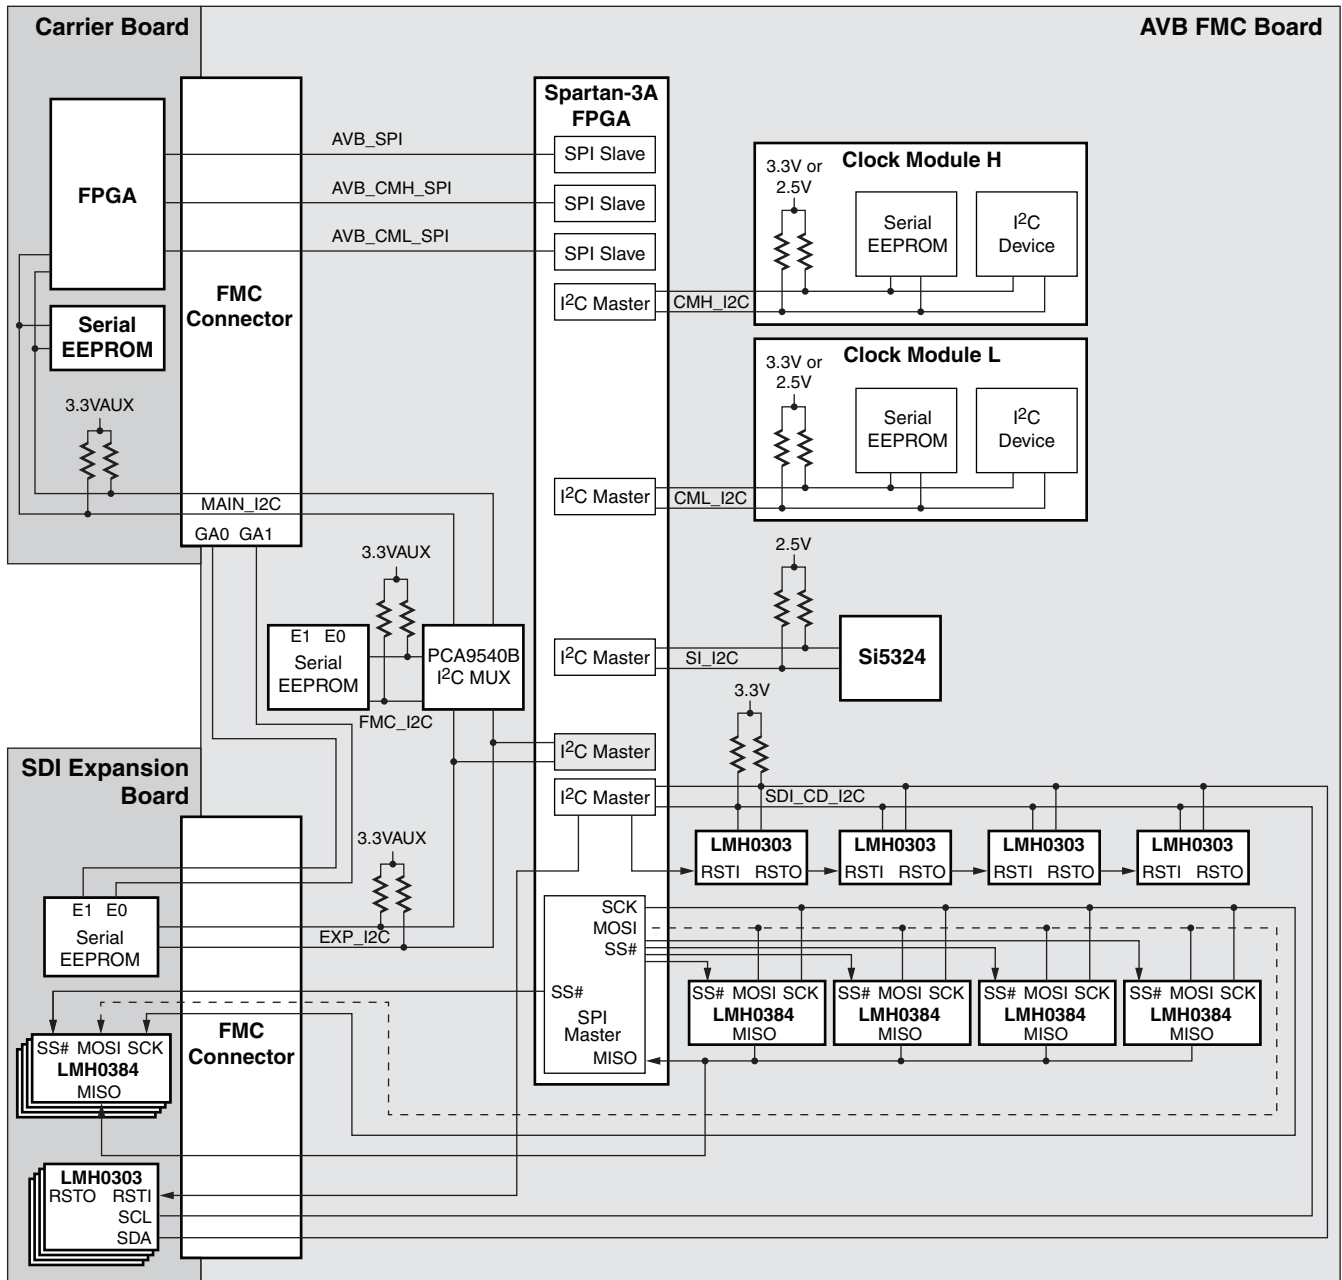 Carrier Board
AVB FMC Board
FPGA
Serial
EEPROM
3.3VAUX
FMC
Connector
MAIN_I2C
GA0 GA1
AVB_SPI
AVB_CMH_SPI
AVB_CML_SPI
Spartan-3A
FPGA
SPI Slave
SPI Slave
SPI Slave
I2C Master
CMH_I2C
Clock Module H
3.3V or
2.5V
Serial
EEPROM
I2C
Device
Clock Module L
3.3V or
2.5V
Serial
EEPROM
I2C
Device
I2C Master
CML_I2C
2.5V
I2C Master
SI_I2C
Si5324
3.3VAUX
E1 E0
Serial
EEPROM
PCA9540B
I2C MUX
FMC_I2C
I2C Master
3.3V
I2C Master
SDI_CD_I2C
LMH0303
RSTI RSTO
LMH0303
RSTI RSTO
LMH0303
RSTI RSTO
LMH0303
RSTI RSTO
SDI Expansion
Board
3.3VAUX
E1 E0
Serial
EEPROM
EXP_I2C
FMC
Connector
SCK
MOSI
SS#
SS#
SPI
Master
MISO
SS# MOSI SCK
LMH0384
MISO
SS# MOSI SCK
LMH0384
MISO
SS# MOSI SCK
LMH0384
MISO
SS# MOSI SCK
LMH0384
MISO
SS# MOSI SCK
LMH0384
MISO
LMH0303
RSTO RSTI
SCL
SDA